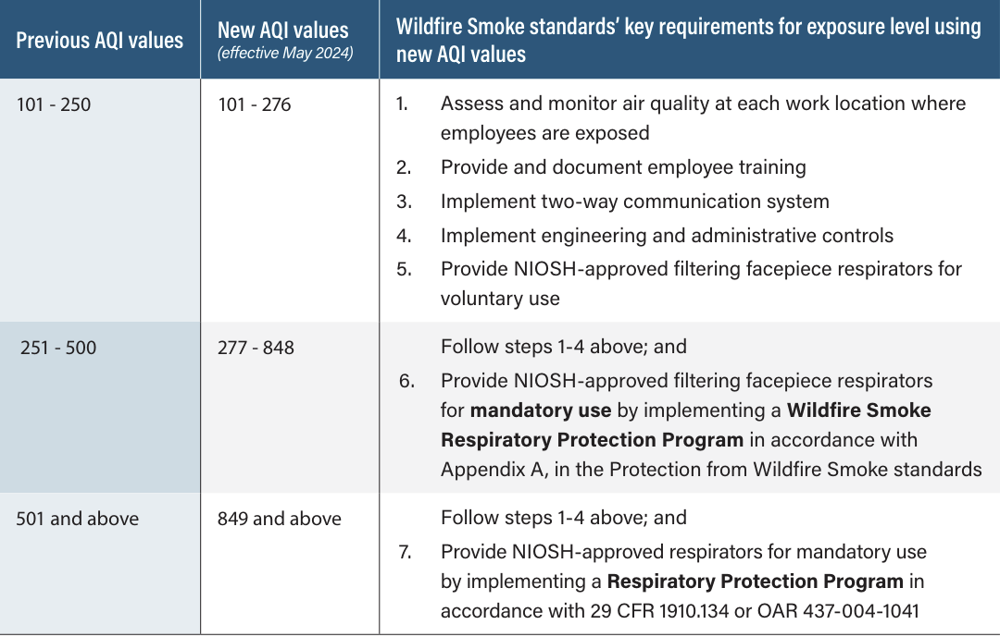 Previous AQI values
New AQI values
(effective May 2024)
Wildfire Smoke standards’ key requirements for exposure level using
new AQI values
101 - 250
101 - 276
1. Assess and monitor air quality at each work location where
employees are exposed
2. Provide and document employee training
3. Implement two-way communication system
4. Implement engineering and administrative controls
5. Provide NIOSH-approved filtering facepiece respirators for
voluntary use
251 - 500
277 - 848
Follow steps 1-4 above; and
6. Provide NIOSH-approved filtering facepiece respirators
for mandatory use by implementing a Wildfire Smoke
Respiratory Protection Program in accordance with
Appendix A, in the Protection from Wildfire Smoke standards
501 and above
849 and above
Follow steps 1-4 above; and
7. Provide NIOSH-approved respirators for mandatory use
by implementing a Respiratory Protection Program in
accordance with 29 CFR 1910.134 or OAR 437-004-1041